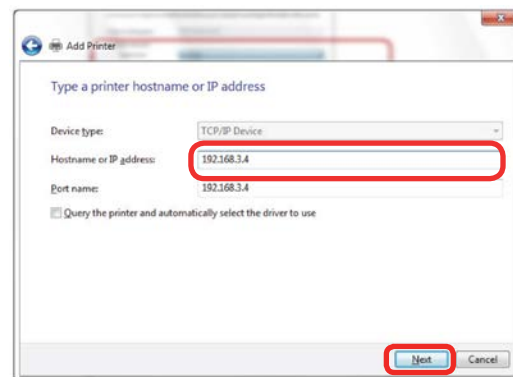 Add Printer
Type a printer hostname or IP address
Device type: TCP/IP Device
Hostname or IP address: 192.168.3.4
Port name: 192.168.3.4
Query the printer and automatically select the driver to use
Next Cancel